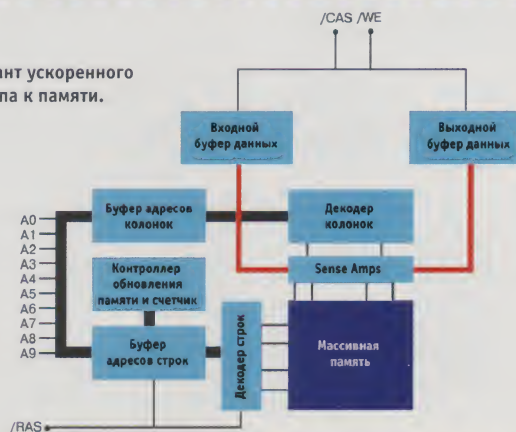 /CAS /WE
ант ускоренного
па к памяти.
Входной
буфер данных
Выходной
буфер данных
Буфер адресов
колонок
Декодер
колонок
A0
A1
A2
A3
A4
A5
A6
A7
A8
A9
Контроллер
обновления
памяти и счетчик
Sense Amps
Буфер
адресов строк
Декодер строк
Массивная
память
/RAS